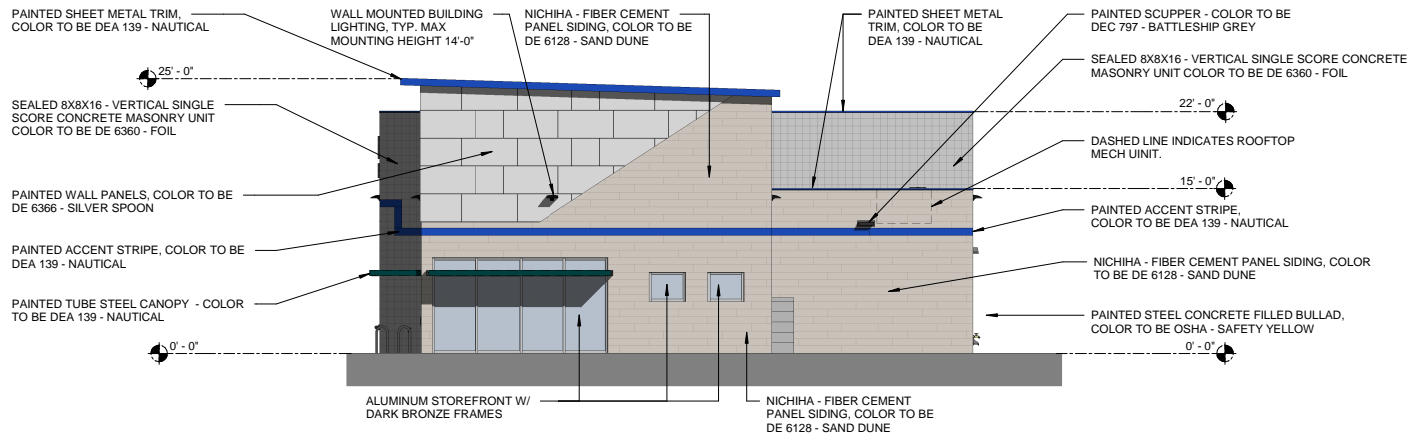 PAINTED SHEET METAL TRIM,
COLOR TO BE DEA 139 - NAUTICAL
WALL MOUNTED BUILDING
LIGHTING, TYP. MAX
MOUNTING HEIGHT 14'-0"
NICHIHA - FIBER CEMENT
PANEL SIDING, COLOR TO BE
DE 6128 - SAND DUNE
PAINTED SHEET METAL
TRIM, COLOR TO BE
DEA 139 - NAUTICAL
PAINTED SCUPPER - COLOR TO BE
DEC 797 - BATTLESHIP GREY
SEALED 8X8X16 - VERTICAL SINGLE SCORE CONCRETE
MASONRY UNIT COLOR TO BE DE 6360 - FOIL
25' - 0"
22' - 0"
SEALED 8X8X16 - VERTICAL SINGLE
SCORE CONCRETE MASONRY UNIT
COLOR TO BE DE 6360 - FOIL
DASHED LINE INDICATES ROOFTOP
MECH UINIT.
PAINTED WALL PANELS, COLOR TO BE
DE 6366 - SILVER SPOON
15' - 0"
PAINTED ACCENT STRIPE,
COLOR TO BE DEA 139 - NAUTICAL
PAINTED ACCENT STRIPE, COLOR TO BE
DEA 139 - NAUTICAL
NICHIHA - FIBER CEMENT PANEL SIDING, COLOR
TO BE DE 6128 - SAND DUNE
PAINTED TUBE STEEL CANOPY - COLOR
TO BE DEA 139 - NAUTICAL
PAINTED STEEL CONCRETE FILLED BULLAD,
COLOR TO BE OSHA - SAFETY YELLOW
0' - 0"
0' - 0"
ALUMINUM STOREFRONT W/
DARK BRONZE FRAMES
NICHIHA - FIBER CEMENT
PANEL SIDING, COLOR TO BE
DE 6128 - SAND DUNE